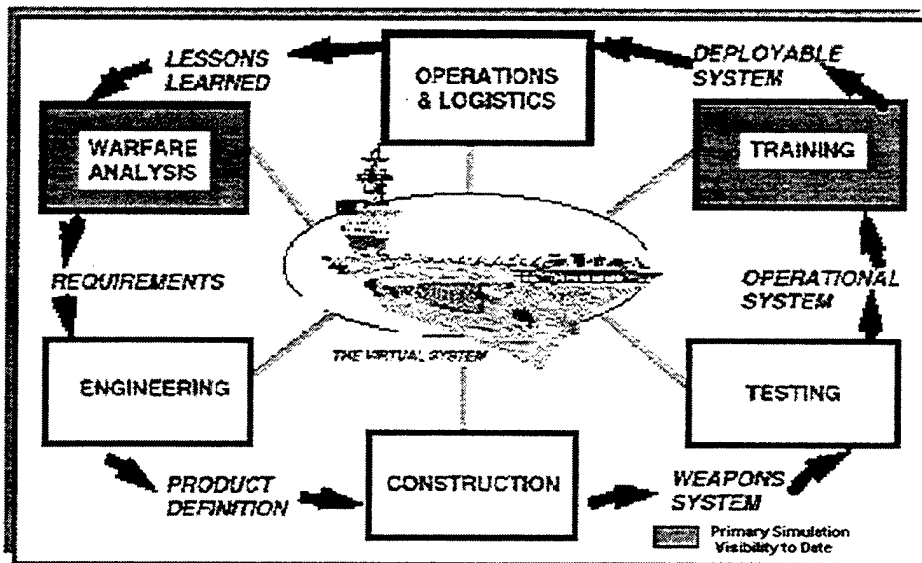 LESSONS
LEARNED
OPERATIONS
& LOGISTICS
DEPLOYABLE
SYSTEM
WARFARE
ANALYSIS
TRAINING
REQUIREMENTS
OPERATIONAL
SYSTEM
THE VIRTUAL SYSTEM
ENGINEERING
TESTING
PRODUCT
DEFINITION
CONSTRUCTION
WEAPONS
SYSTEM
Primary Simulation
Visibility to Date